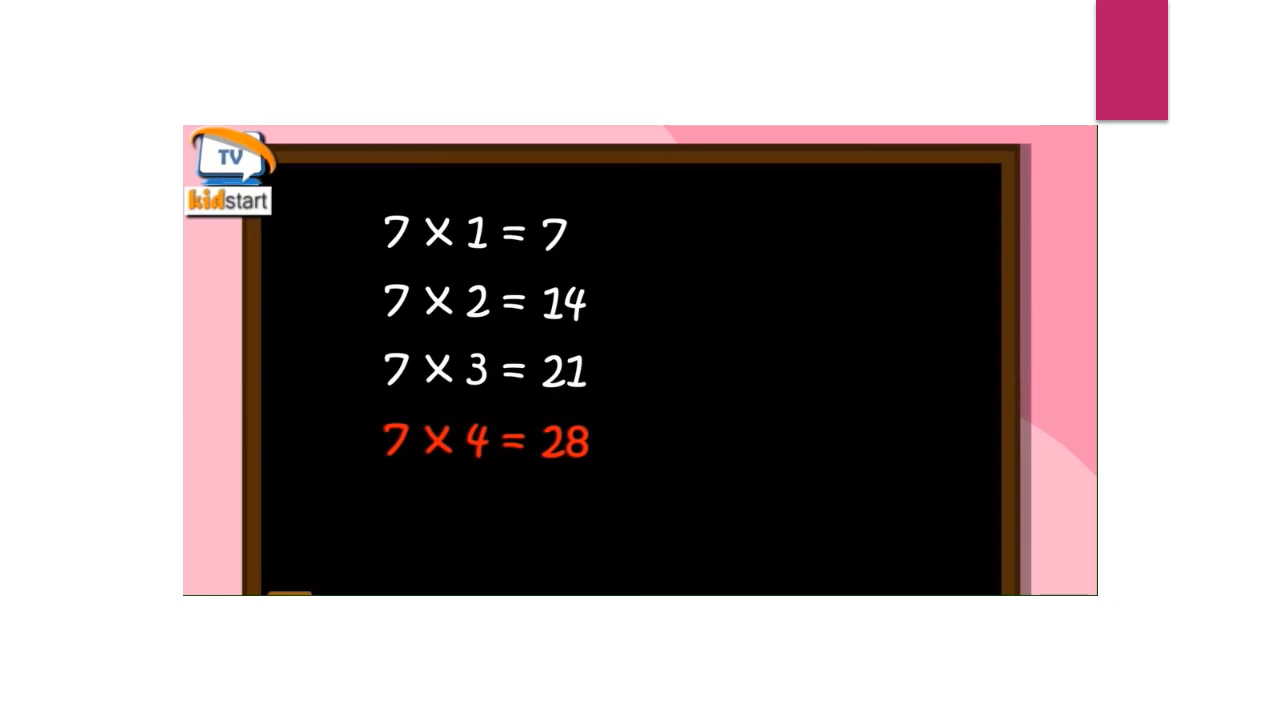 TV
kidstart
7 × 1 = 7
7 × 2 = 14
7 × 3 = 21
7 × 4 = 28